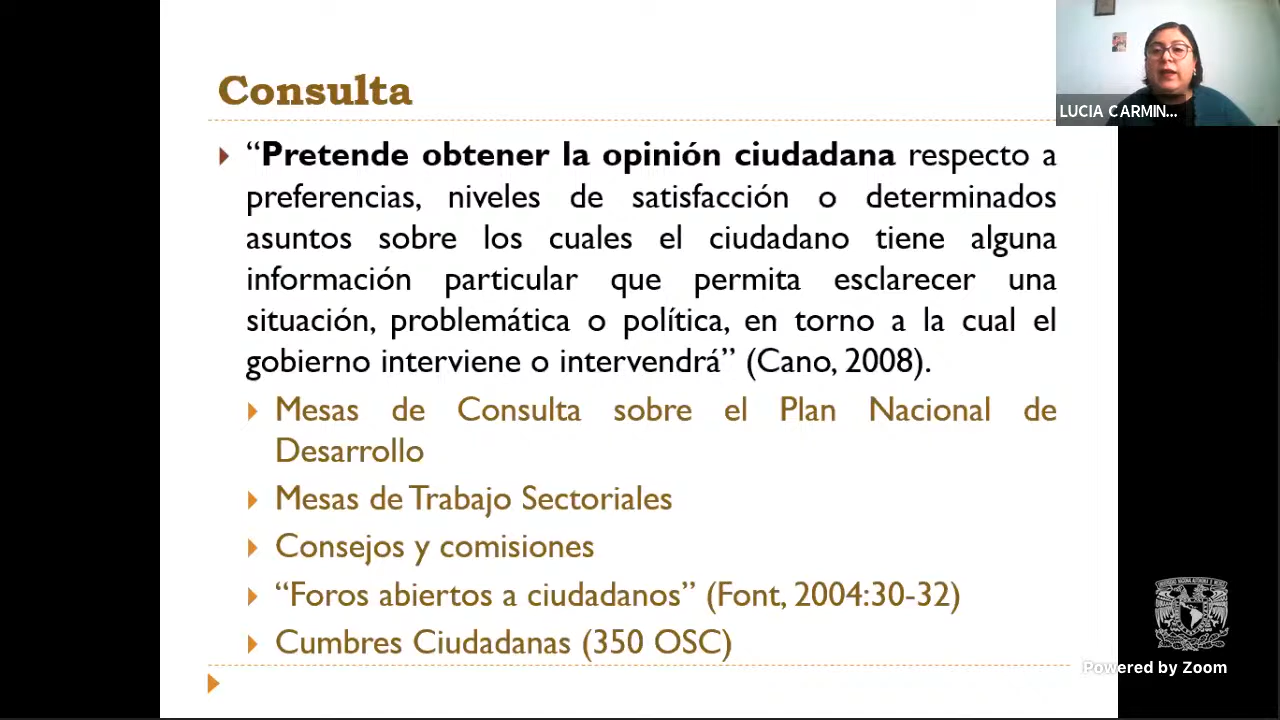 Consulta
“Pretende obtener la opinión ciudadana respecto a
preferencias, niveles de satisfacción o determinados
asuntos sobre los cuales el ciudadano tiene alguna
información particular que permita esclarecer una
situación, problemática o política, en torno a la cual el
gobierno interviene o intervendrá” (Cano, 2008).
Mesas de Consulta sobre el Plan Nacional de
Desarrollo
Mesas de Trabajo Sectoriales
Consejos y comisiones
“Foros abiertos a ciudadanos” (Font, 2004:30-32)
Cumbres Ciudadanas (350 OSC)
LUCIA CARMIN...
Powered by Zoom